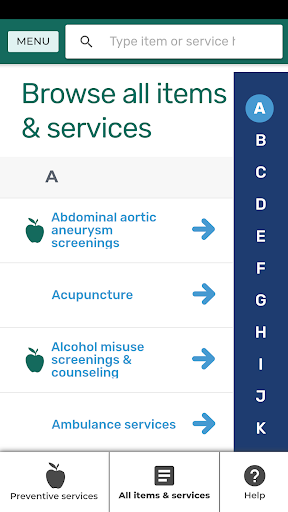 MENU
Type item or service h
Browse all items
& services
A
Abdominal aortic
aneurysm
screenings
Acupuncture
Alcohol misuse
screenings &
counseling
Ambulance services
A
B
C
D
E
F
G
H
I
J
K
Preventive services
All items & services
Help